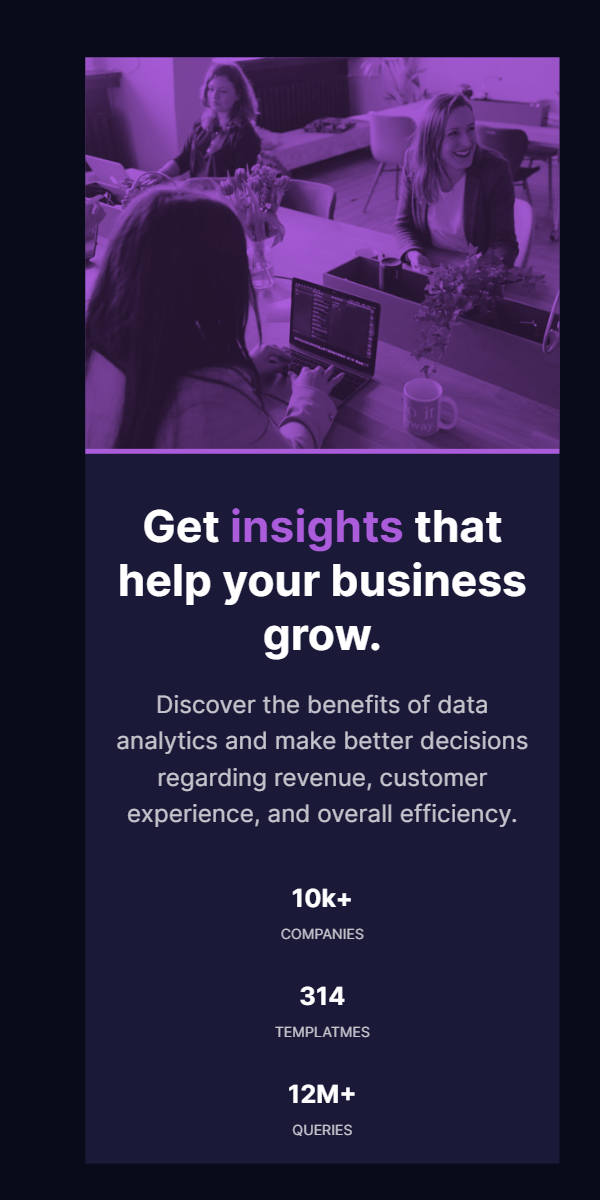 Get insights that
help your business
grow.
Discover the benefits of data
analytics and make better decisions
regarding revenue, customer
experience, and overall efficiency.
10k+
COMPANIES
314
TEMPLATMES
12M+
QUERIES